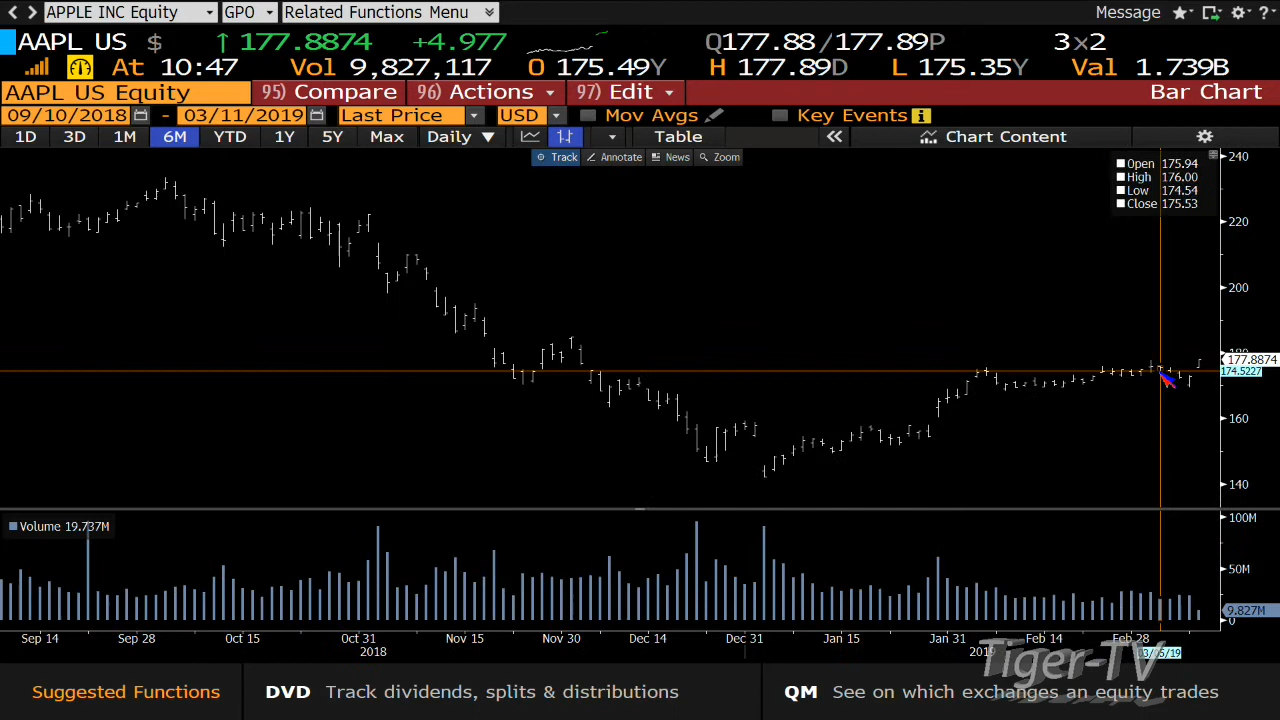 APPLE INC Equity GPO Related Functions Menu Message ?
AAPL US $ ↑ 177.8874 +4.977 Q177.88/177.89P 3x2
At 10:47 Vol 9,827,117 O 175.49Y H 177.89D L 175.35Y Val 1.739B
AAPL US Equity 95) Compare 96) Actions 97) Edit Bar Chart
09/10/2018 - 03/11/2019 Last Price USD Mov Avgs Key Events i
1D 3D 1M 6M YTD 1Y 5Y Max Daily ▼ Table « Chart Content
Track Annotate News Zoom
Open 175.94
High 176.00
Low 174.54
Close 175.53
240
220
200
177.8874
174.5227
160
140
Volume 19.737M
100M
50M
9.827M
0
Sep 14 Sep 28 Oct 15 Oct 31 Nov 15 Nov 30 Dec 14 Dec 31 Jan 15 Jan 31 Feb 14 Feb 28
2018 2019 03/05/19
Tiger-TV
Suggested Functions DVD Track dividends, splits & distributions QM See on which exchanges an equity trades